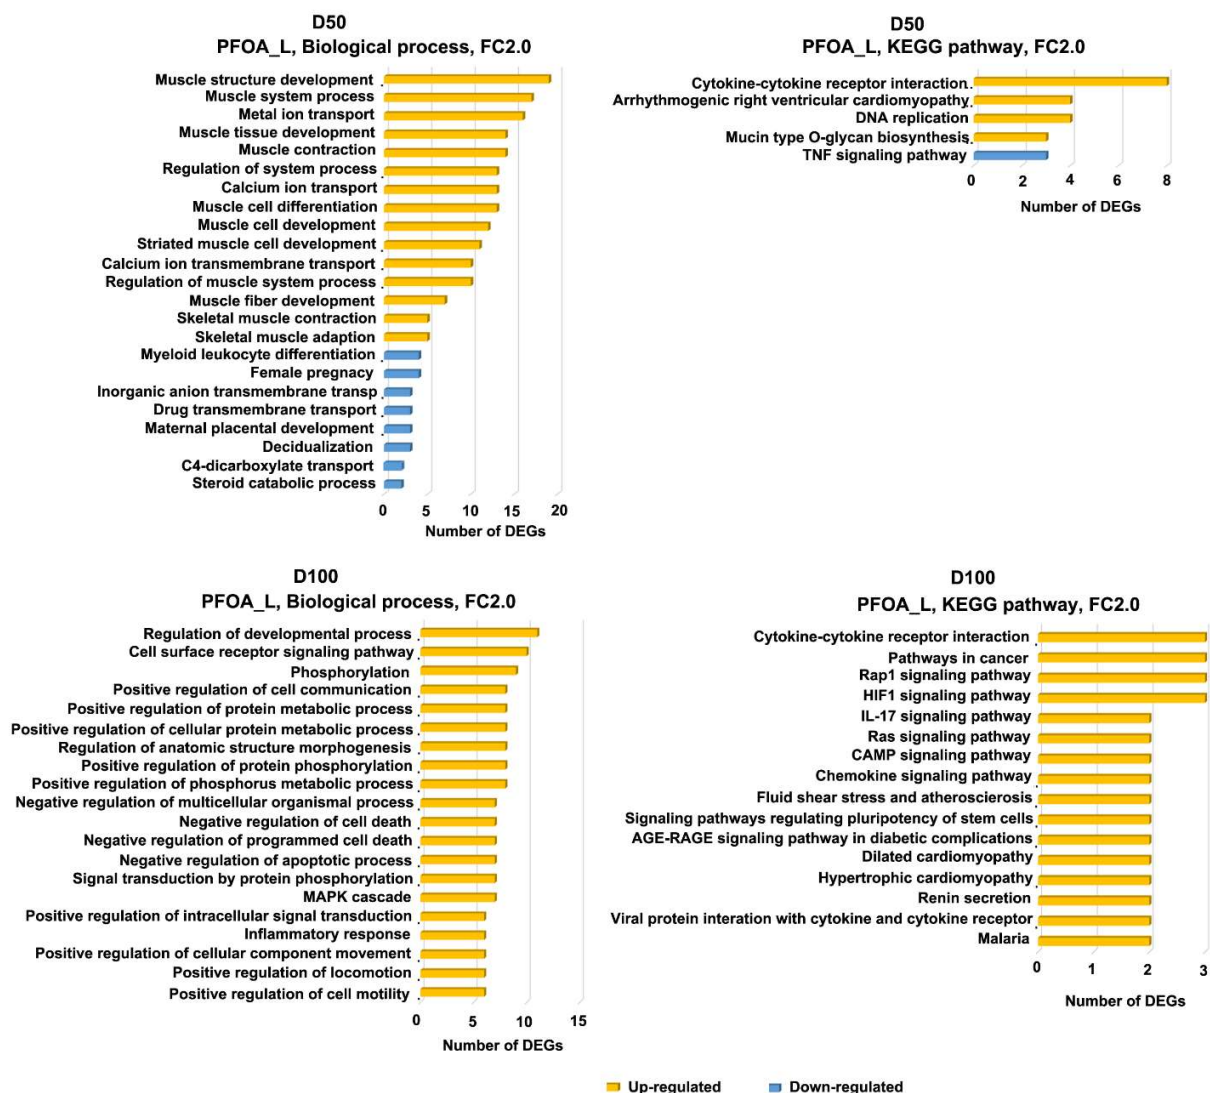 D50
PFOA_L, Biological process, FC2.0
Muscle structure development
Muscle system process
Metal ion transport
Muscle tissue development
Muscle contraction
Regulation of system process
Calcium ion transport
Muscle cell differentiation
Muscle cell development
Striated muscle cell development
Calcium ion transmembrane transport
Regulation of muscle system process
Muscle fiber development
Skeletal muscle contraction
Skeletal muscle adaption
Myeloid leukocyte differentiation
Female pregnacy
Inorganic anion transmembrane transp
Drug transmembrane transport
Maternal placental development
Decidualization
C4-dicarboxylate transport
Steroid catabolic process
0 5 10 15 20
Number of DEGs
D50
PFOA_L, KEGG pathway, FC2.0
Cytokine-cytokine receptor interaction
Arrhythmogenic right ventricular cardiomyopathy
DNA replication
Mucin type O-glycan biosynthesis
TNF signaling pathway
0 2 4 6 8
Number of DEGs
D100
PFOA_L, Biological process, FC2.0
Regulation of developmental process
Cell surface receptor signaling pathway
Phosphorylation
Positive regulation of cell communication
Positive regulation of protein metabolic process
Positive regulation of cellular protein metabolic process
Regulation of anatomic structure morphogenesis
Positive regulation of protein phosphorylation
Positive regulation of phosphorus metabolic process
Negative regulation of multicellular organismal process
Negative regulation of cell death
Negative regulation of programmed cell death
Negative regulation of apoptotic process
Signal transduction by protein phosphorylation
MAPK cascade
Positive regulation of intracellular signal transduction
Inflammatory response
Positive regulation of cellular component movement
Positive regulation of locomotion
Positive regulation of cell motility
0 5 10 15
Number of DEGs
D100
PFOA_L, KEGG pathway, FC2.0
Cytokine-cytokine receptor interaction
Pathways in cancer
Rap1 signaling pathway
HIF1 signaling pathway
IL-17 signaling pathway
Ras signaling pathway
CAMP signaling pathway
Chemokine signaling pathway
Fluid shear stress and atherosclerosis
Signaling pathways regulating pluripotency of stem cells
AGE-RAGE signaling pathway in diabetic complications
Dilated cardiomyopathy
Hypertrophic cardiomyopathy
Renin secretion
Viral protein interation with cytokine and cytokine receptor
Malaria
0 1 2 3
Number of DEGs
Up-regulated Down-regulated